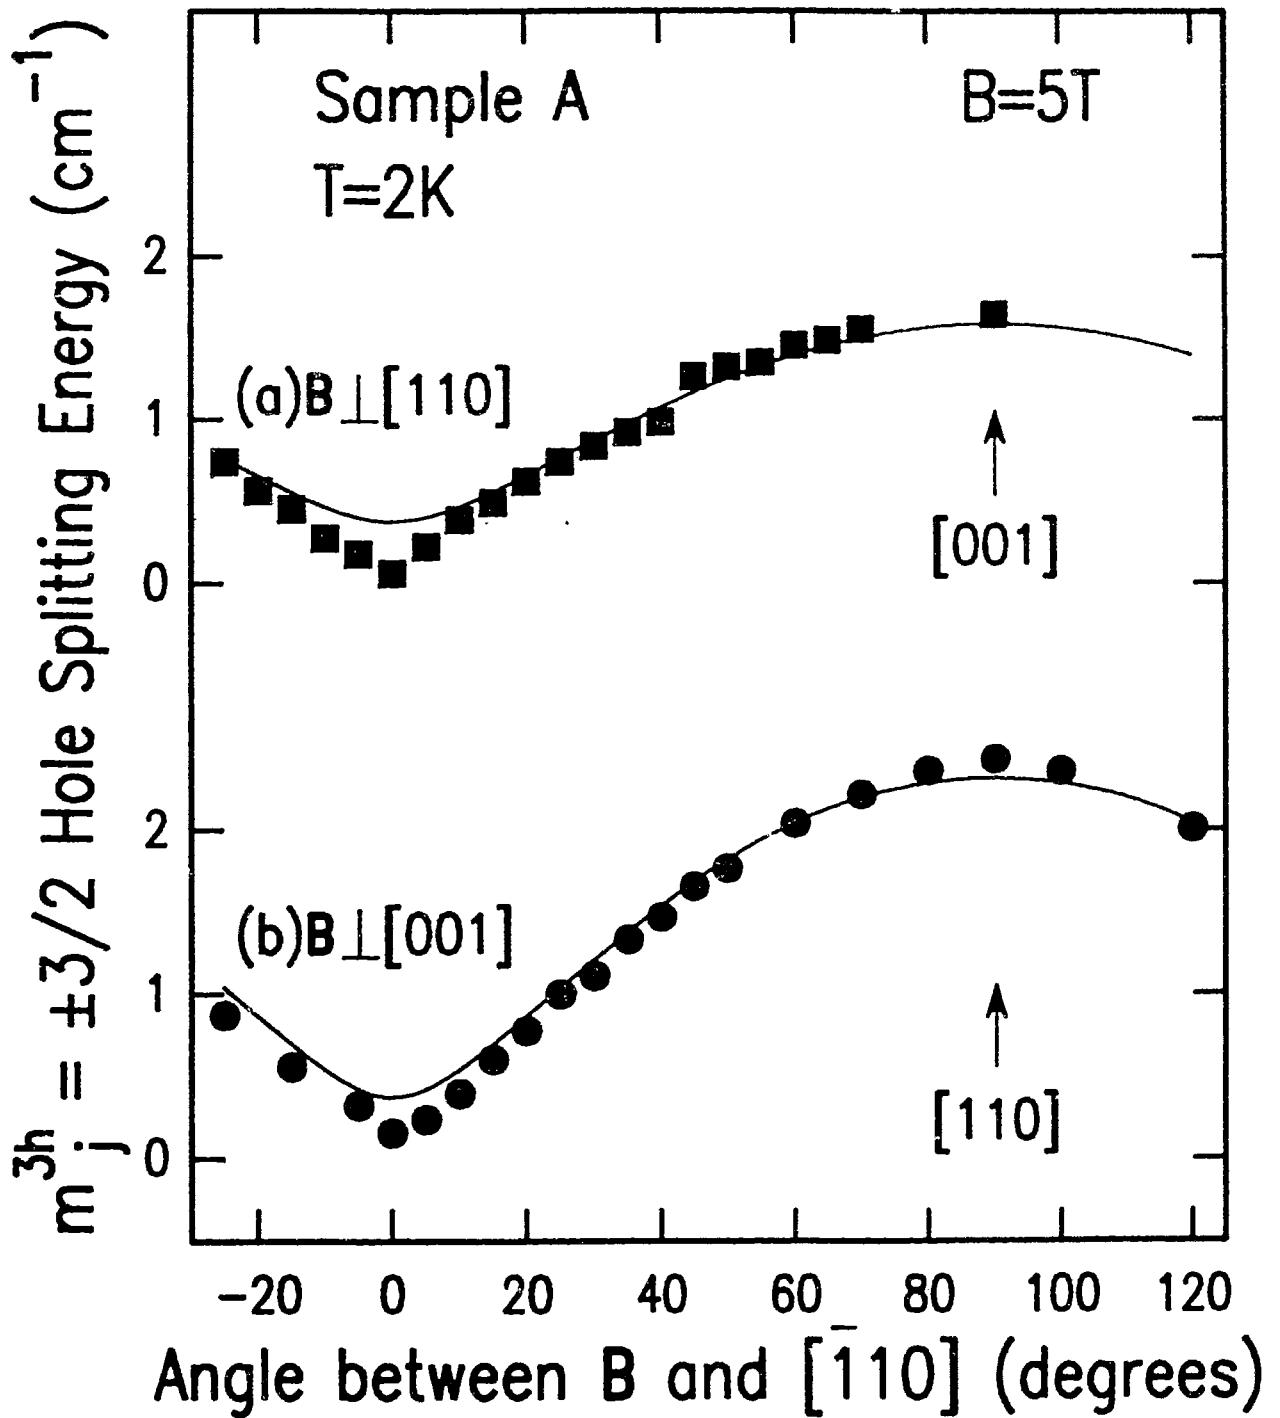 m_j^{3h} = ±3/2 Hole Splitting Energy (cm⁻¹)
Sample A
B=5T
T=2K
2
(a)B⊥[110]
1
[001]
0
2
(b)B⊥[001]
1
[110]
0
-20 0 20 40 60 80 100 120
Angle between B and [1̄10] (degrees)